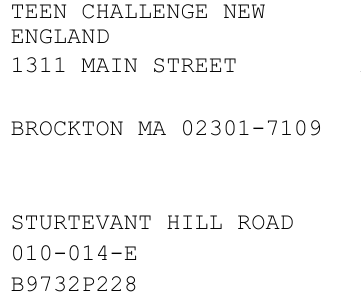 TEEN CHALLENGE NEW
ENGLAND
1311 MAIN STREET
BROCKTON MA 02301-7109
STURTEVANT HILL ROAD
010-014-E
B9732P228